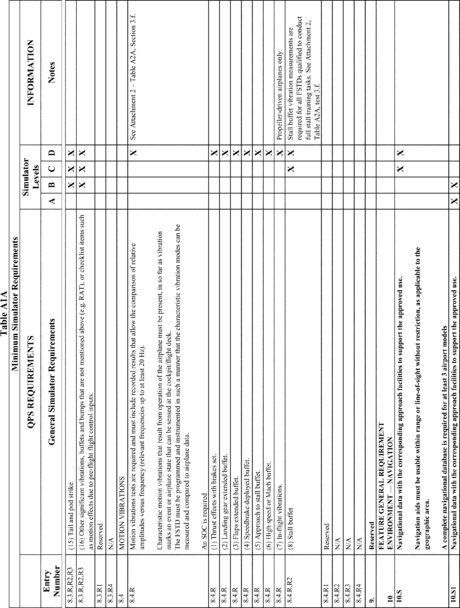 Table A1A
Minimum Simulator Requirements
QPS REQUIREMENTS
Simulator Levels
INFORMATION
Entry Number
General Simulator Requirements
A B C D
Notes
8.3.R,R2,R3 (15) Tail and pod strike. X X X
8.3.R,R2,R3 (16) Other significant vibrations, buffets and bumps that are not mentioned above (e.g. RAT), or checklist items such X X X
as motion effects due to pre-flight flight control inputs.
8.3.R1 Reserved
8.3.R4 N/A
8.4 MOTION VIBRATIONS
8.4.R Motion vibrations tests are required and must include recorded results that allow the comparison of relative X See Attachment 2 – Table A2A, Section 3.f.
amplitudes versus frequency (relevant frequencies up to at least 20 Hz).
Characteristic motion vibrations that result from operation of the airplane must be present, in so far as vibration
marks an event or airplane state that can be sensed at the cockpit/flight deck.
The FSTD must be programmed and instrumented in such a manner that the characteristic vibration modes can be
measured and compared to airplane data.
An SOC is required
8.4.R (1) Thrust effects with brakes set. X
8.4.R (2) Landing gear extended buffet. X
8.4.R (3) Flaps extended buffet. X
8.4.R (4) Speedbrake deployed buffet. X
8.4.R (5) Approach to stall buffet. X
8.4.R (6) High speed or Mach buffet. X
8.4.R (7) In-flight vibrations. X Propeller-driven airplanes only.
8.4.R,R2 (8) Stall buffet X X Stall buffet vibration measurements are
required for all FSTDs qualified to conduct
full stall training tasks. See Attachment 2,
Table A2A, test 3.f.
8.4.R1 Reserved
8.4.R2 N/A
8.4.R3 N/A
8.4.R4 N/A
9. Reserved
FEATURE GENERAL REQUIREMENT
10 ENVIRONMENT — NAVIGATION
10.S Navigational data with the corresponding approach facilities to support the approved use. X X
Navigation aids must be usable within range or line-of-sight without restriction, as applicable to the
geographic area.
A complete navigational database is required for at least 3 airport models
10.S1 Navigational data with the corresponding approach facilities to support the approved use. X X